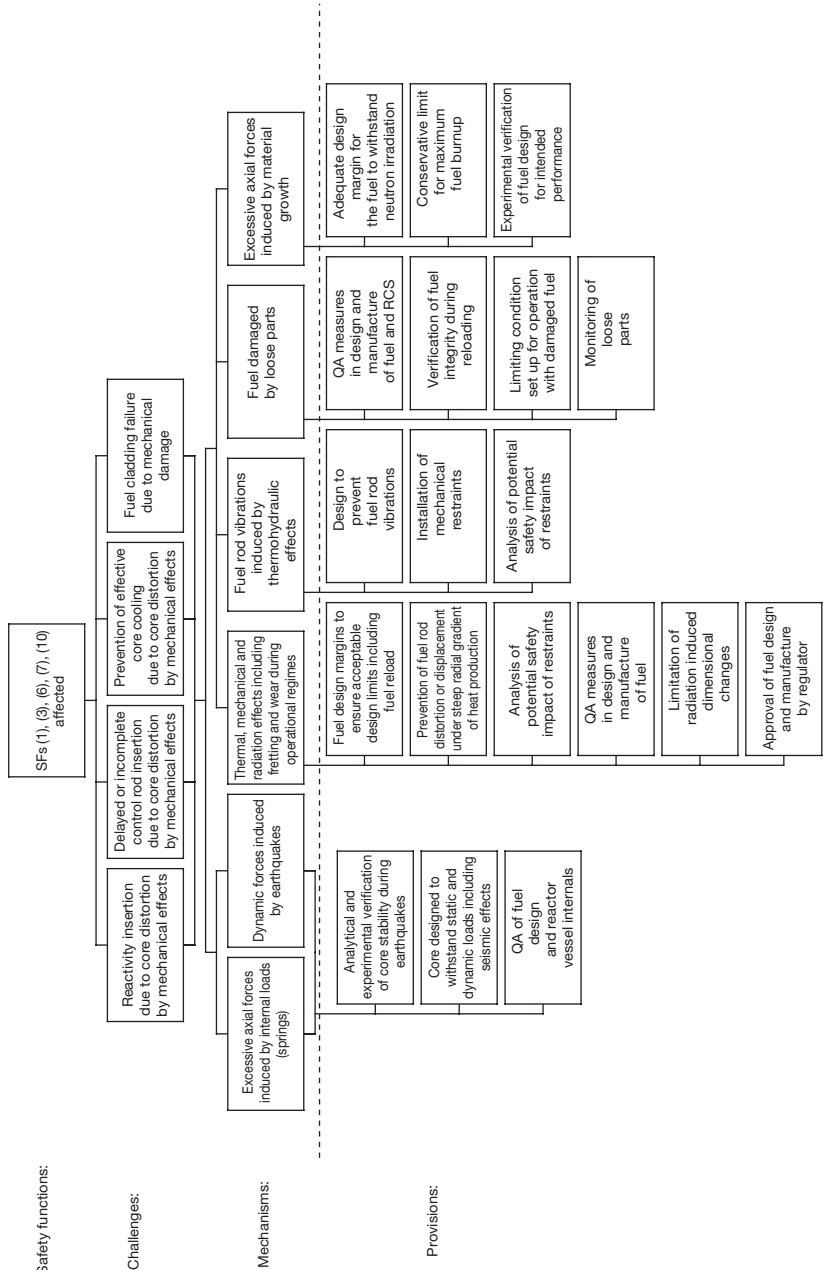 Safety functions:
SFs (1), (3), (6), (7), (10)
affected
Challenges:
Reactivity insertion
due to core distortion
by mechanical effects
Delayed or incomplete
control rod insertion
due to core distortion
by mechanical effects
Prevention of effective
core cooling
due to core distortion
by mechanical effects
Fuel cladding failure
due to mechanical
damage
Mechanisms:
Excessive axial forces
induced by internal loads
(springs)
Dynamic forces induced
by earthquakes
Thermal, mechanical and
radiation effects including
fretting and wear during
operational regimes
Fuel rod vibrations
induced by
thermohydraulic
effects
Fuel damaged
by loose parts
Excessive axial forces
induced by material
growth
Provisions:
Analytical and
experimental verification
of core stability during
earthquakes
Core designed to
withstand static and
dynamic loads including
seismic effects
QA of fuel
design
and reactor
vessel internals
Fuel design margins to
ensure acceptable
design limits including
fuel reload
Prevention of fuel rod
distortion or displacement
under steep radial gradient
of heat production
Analysis of
potential safety
impact of restraints
QA measures
in design and
manufacture
of fuel
Limitation of
radiation induced
dimensional
changes
Approval of fuel design
and manufacture
by regulator
Design to
prevent
fuel rod
vibrations
Installation of
mechanical
restraints
Analysis of potential
safety impact
of restraints
QA measures
in design and
manufacture
of fuel and RCS
Verification of fuel
integrity during
reloading
Limiting condition
set up for operation
with damaged fuel
Monitoring of
loose
parts
Adequate design
margin for
the fuel to withstand
neutron irradiation
Conservative limit
for maximum
fuel burnup
Experimental verification
of fuel design
for intended
performance